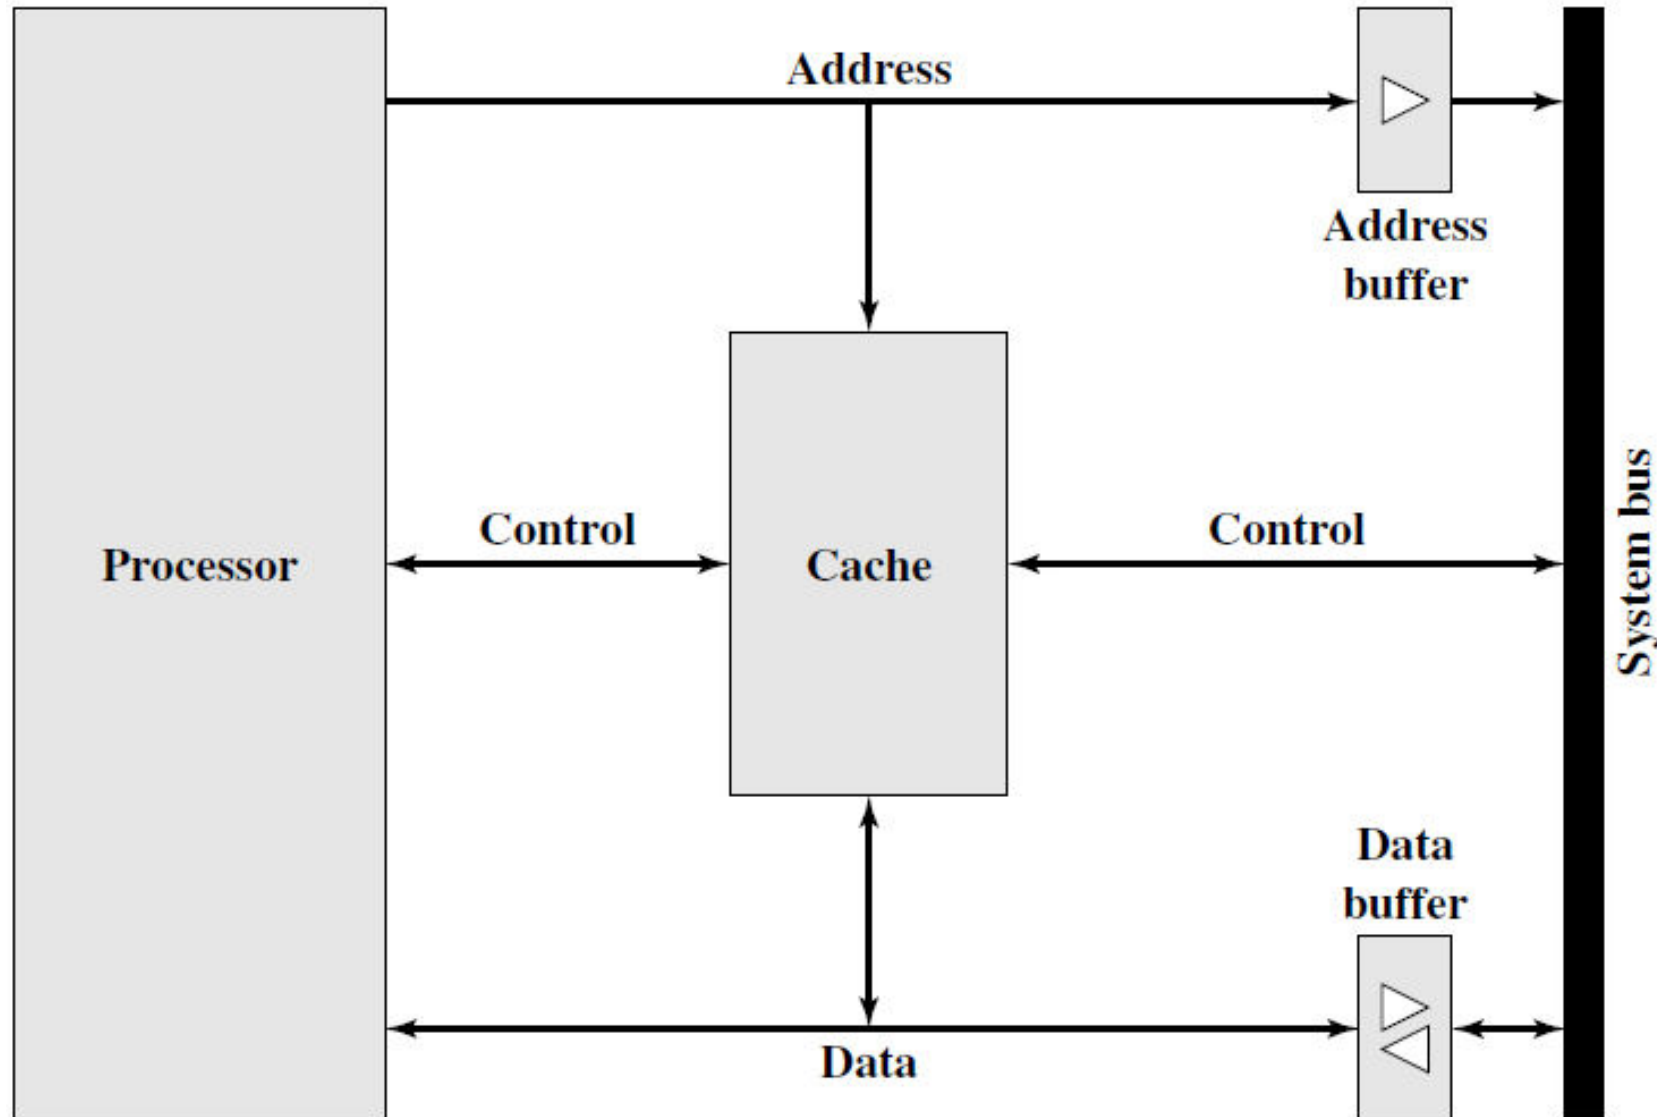 Address
Address
buffer
Control
Control
Processor
Cache
System bus
Data
buffer
Data